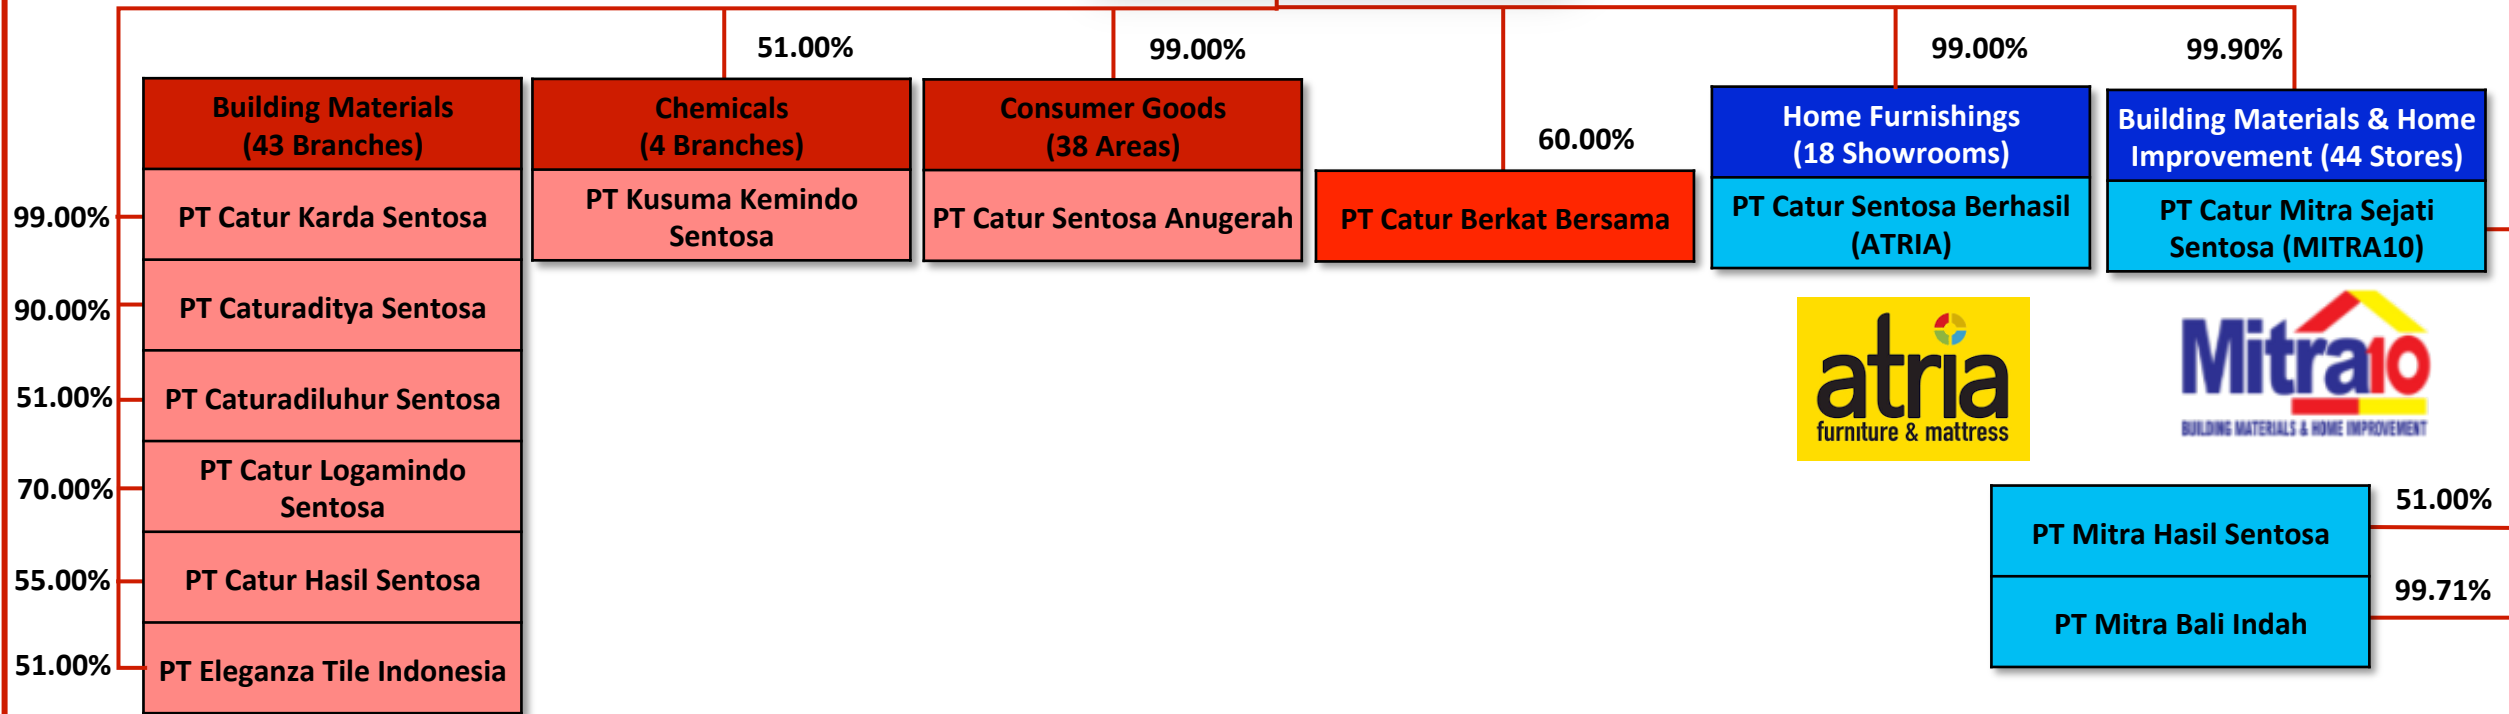 51.00%
99.00%
99.00%
99.90%
60.00%
Building Materials
(43 Branches)
99.00%
PT Catur Karda Sentosa
90.00%
PT Caturaditya Sentosa
51.00%
PT Caturadiluhur Sentosa
70.00%
PT Catur Logamindo
Sentosa
55.00%
PT Catur Hasil Sentosa
51.00%
PT Eleganza Tile Indonesia
Chemicals
(4 Branches)
PT Kusuma Kemindo
Sentosa
Consumer Goods
(38 Areas)
PT Catur Sentosa Anugerah
PT Catur Berkat Bersama
Home Furnishings
(18 Showrooms)
PT Catur Sentosa Berhasil
(ATRIA)
atria
furniture & mattress
Building Materials & Home
Improvement (44 Stores)
PT Catur Mitra Sejati
Sentosa (MITRA10)
Mitra10
BUILDING MATERIALS & HOME IMPROVEMENT
51.00%
PT Mitra Hasil Sentosa
99.71%
PT Mitra Bali Indah